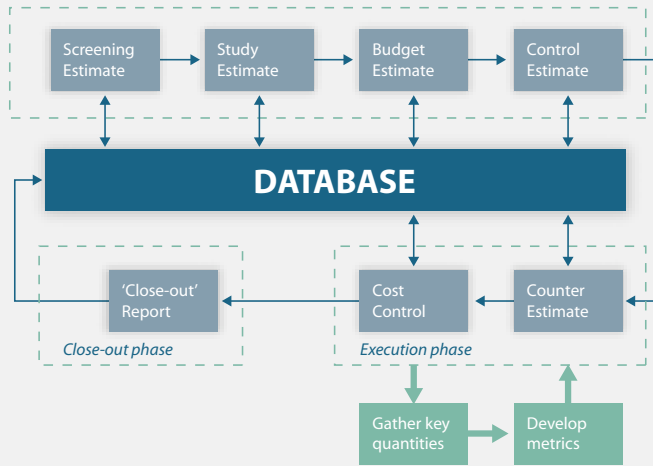 Screening
Estimate
Study
Estimate
Budget
Estimate
Control
Estimate
DATABASE
‘Close-out’
Report
Cost
Control
Counter
Estimate
Close-out phase
Execution phase
Gather key
quantities
Develop
metrics